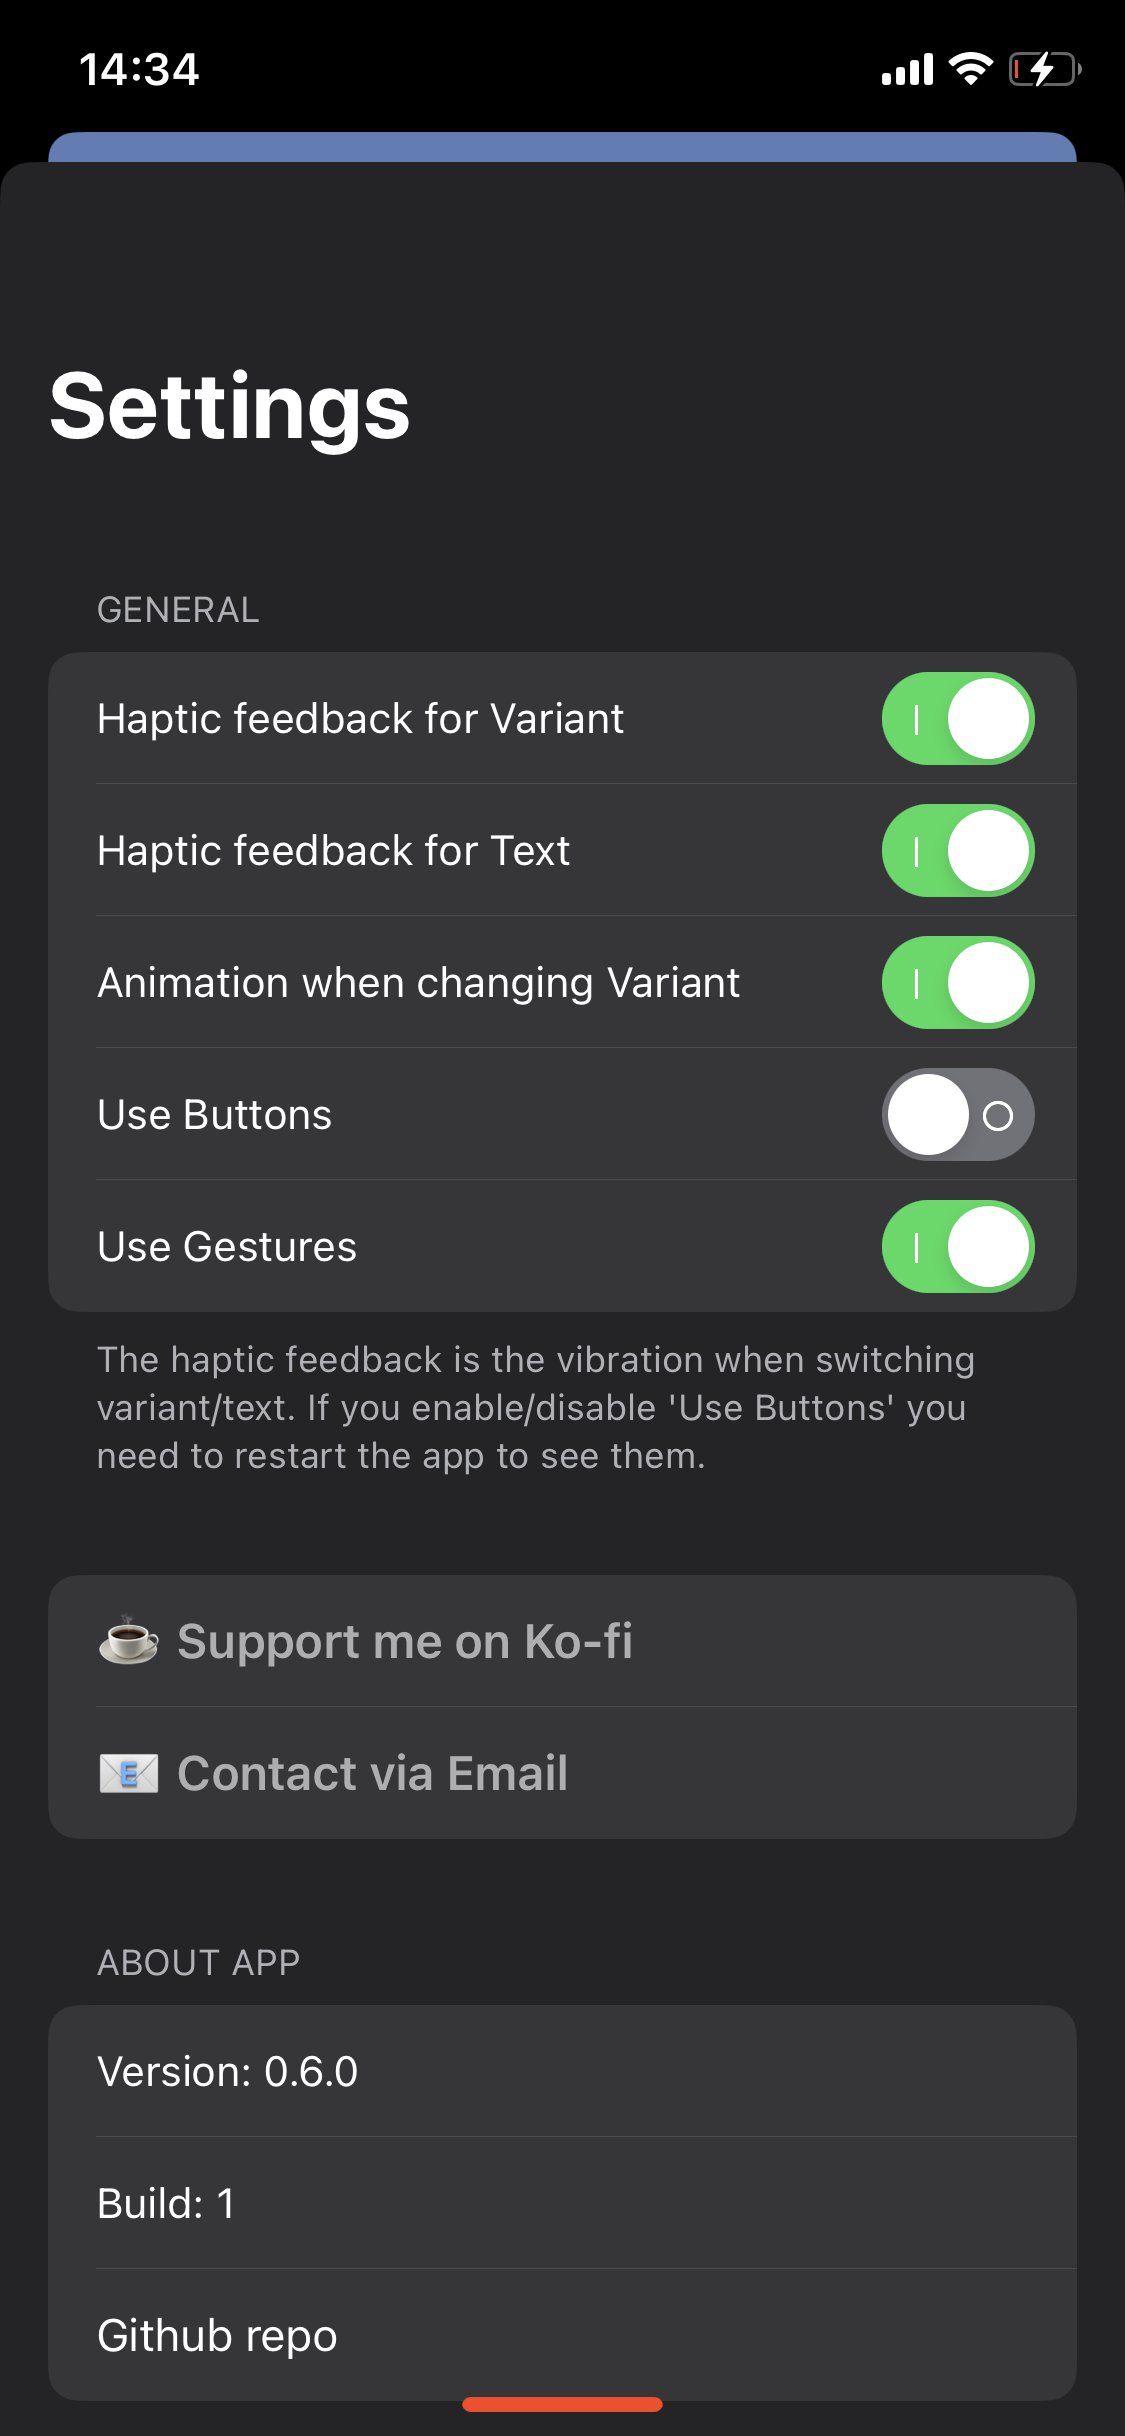 14:34
Settings
GENERAL
Haptic feedback for Variant
Haptic feedback for Text
Animation when changing Variant
Use Buttons
Use Gestures
The haptic feedback is the vibration when switching
variant/text. If you enable/disable 'Use Buttons' you
need to restart the app to see them.
Support me on Ko-fi
E
Contact via Email
ABOUT APP
Version: 0.6.0
Build: 1
Github repo